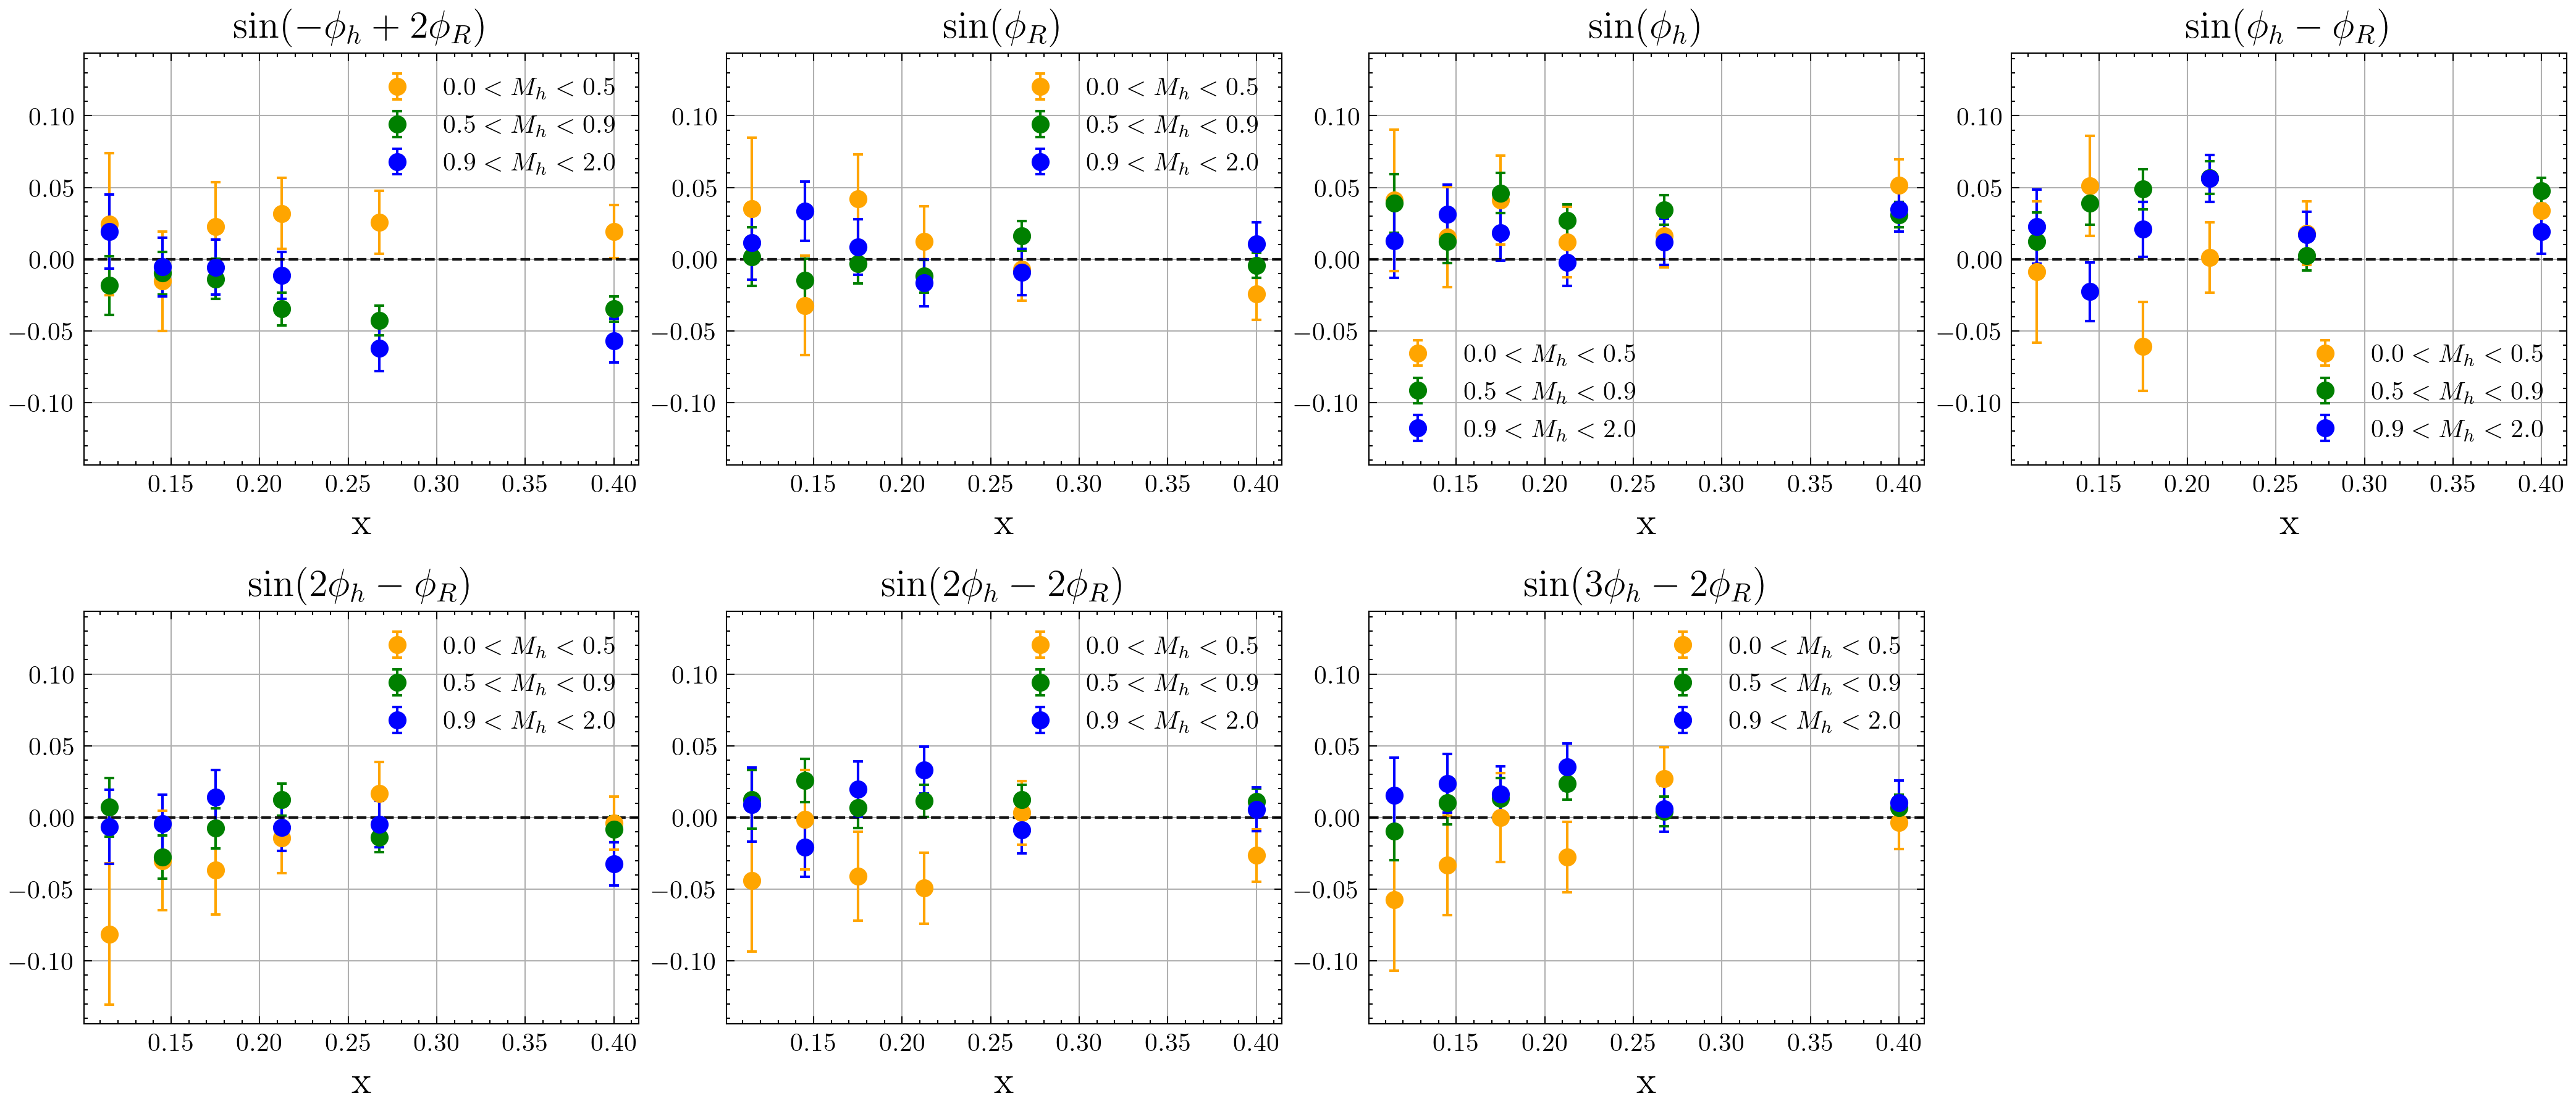 sin(−ϕ_h + 2ϕ_R)
0.0 < M_h < 0.5
0.5 < M_h < 0.9
0.9 < M_h < 2.0
0.10
0.05
0.00
−0.05
−0.10
0.15 0.20 0.25 0.30 0.35 0.40
x
sin(ϕ_R)
0.0 < M_h < 0.5
0.5 < M_h < 0.9
0.9 < M_h < 2.0
0.10
0.05
0.00
−0.05
−0.10
0.15 0.20 0.25 0.30 0.35 0.40
x
sin(ϕ_h)
0.10
0.05
0.00
−0.05
−0.10
0.0 < M_h < 0.5
0.5 < M_h < 0.9
0.9 < M_h < 2.0
0.15 0.20 0.25 0.30 0.35 0.40
x
sin(ϕ_h − ϕ_R)
0.10
0.05
0.00
−0.05
−0.10
0.0 < M_h < 0.5
0.5 < M_h < 0.9
0.9 < M_h < 2.0
0.15 0.20 0.25 0.30 0.35 0.40
x
sin(2ϕ_h − ϕ_R)
0.0 < M_h < 0.5
0.5 < M_h < 0.9
0.9 < M_h < 2.0
0.10
0.05
0.00
−0.05
−0.10
0.15 0.20 0.25 0.30 0.35 0.40
x
sin(2ϕ_h − 2ϕ_R)
0.0 < M_h < 0.5
0.5 < M_h < 0.9
0.9 < M_h < 2.0
0.10
0.05
0.00
−0.05
−0.10
0.15 0.20 0.25 0.30 0.35 0.40
x
sin(3ϕ_h − 2ϕ_R)
0.0 < M_h < 0.5
0.5 < M_h < 0.9
0.9 < M_h < 2.0
0.10
0.05
0.00
−0.05
−0.10
0.15 0.20 0.25 0.30 0.35 0.40
x